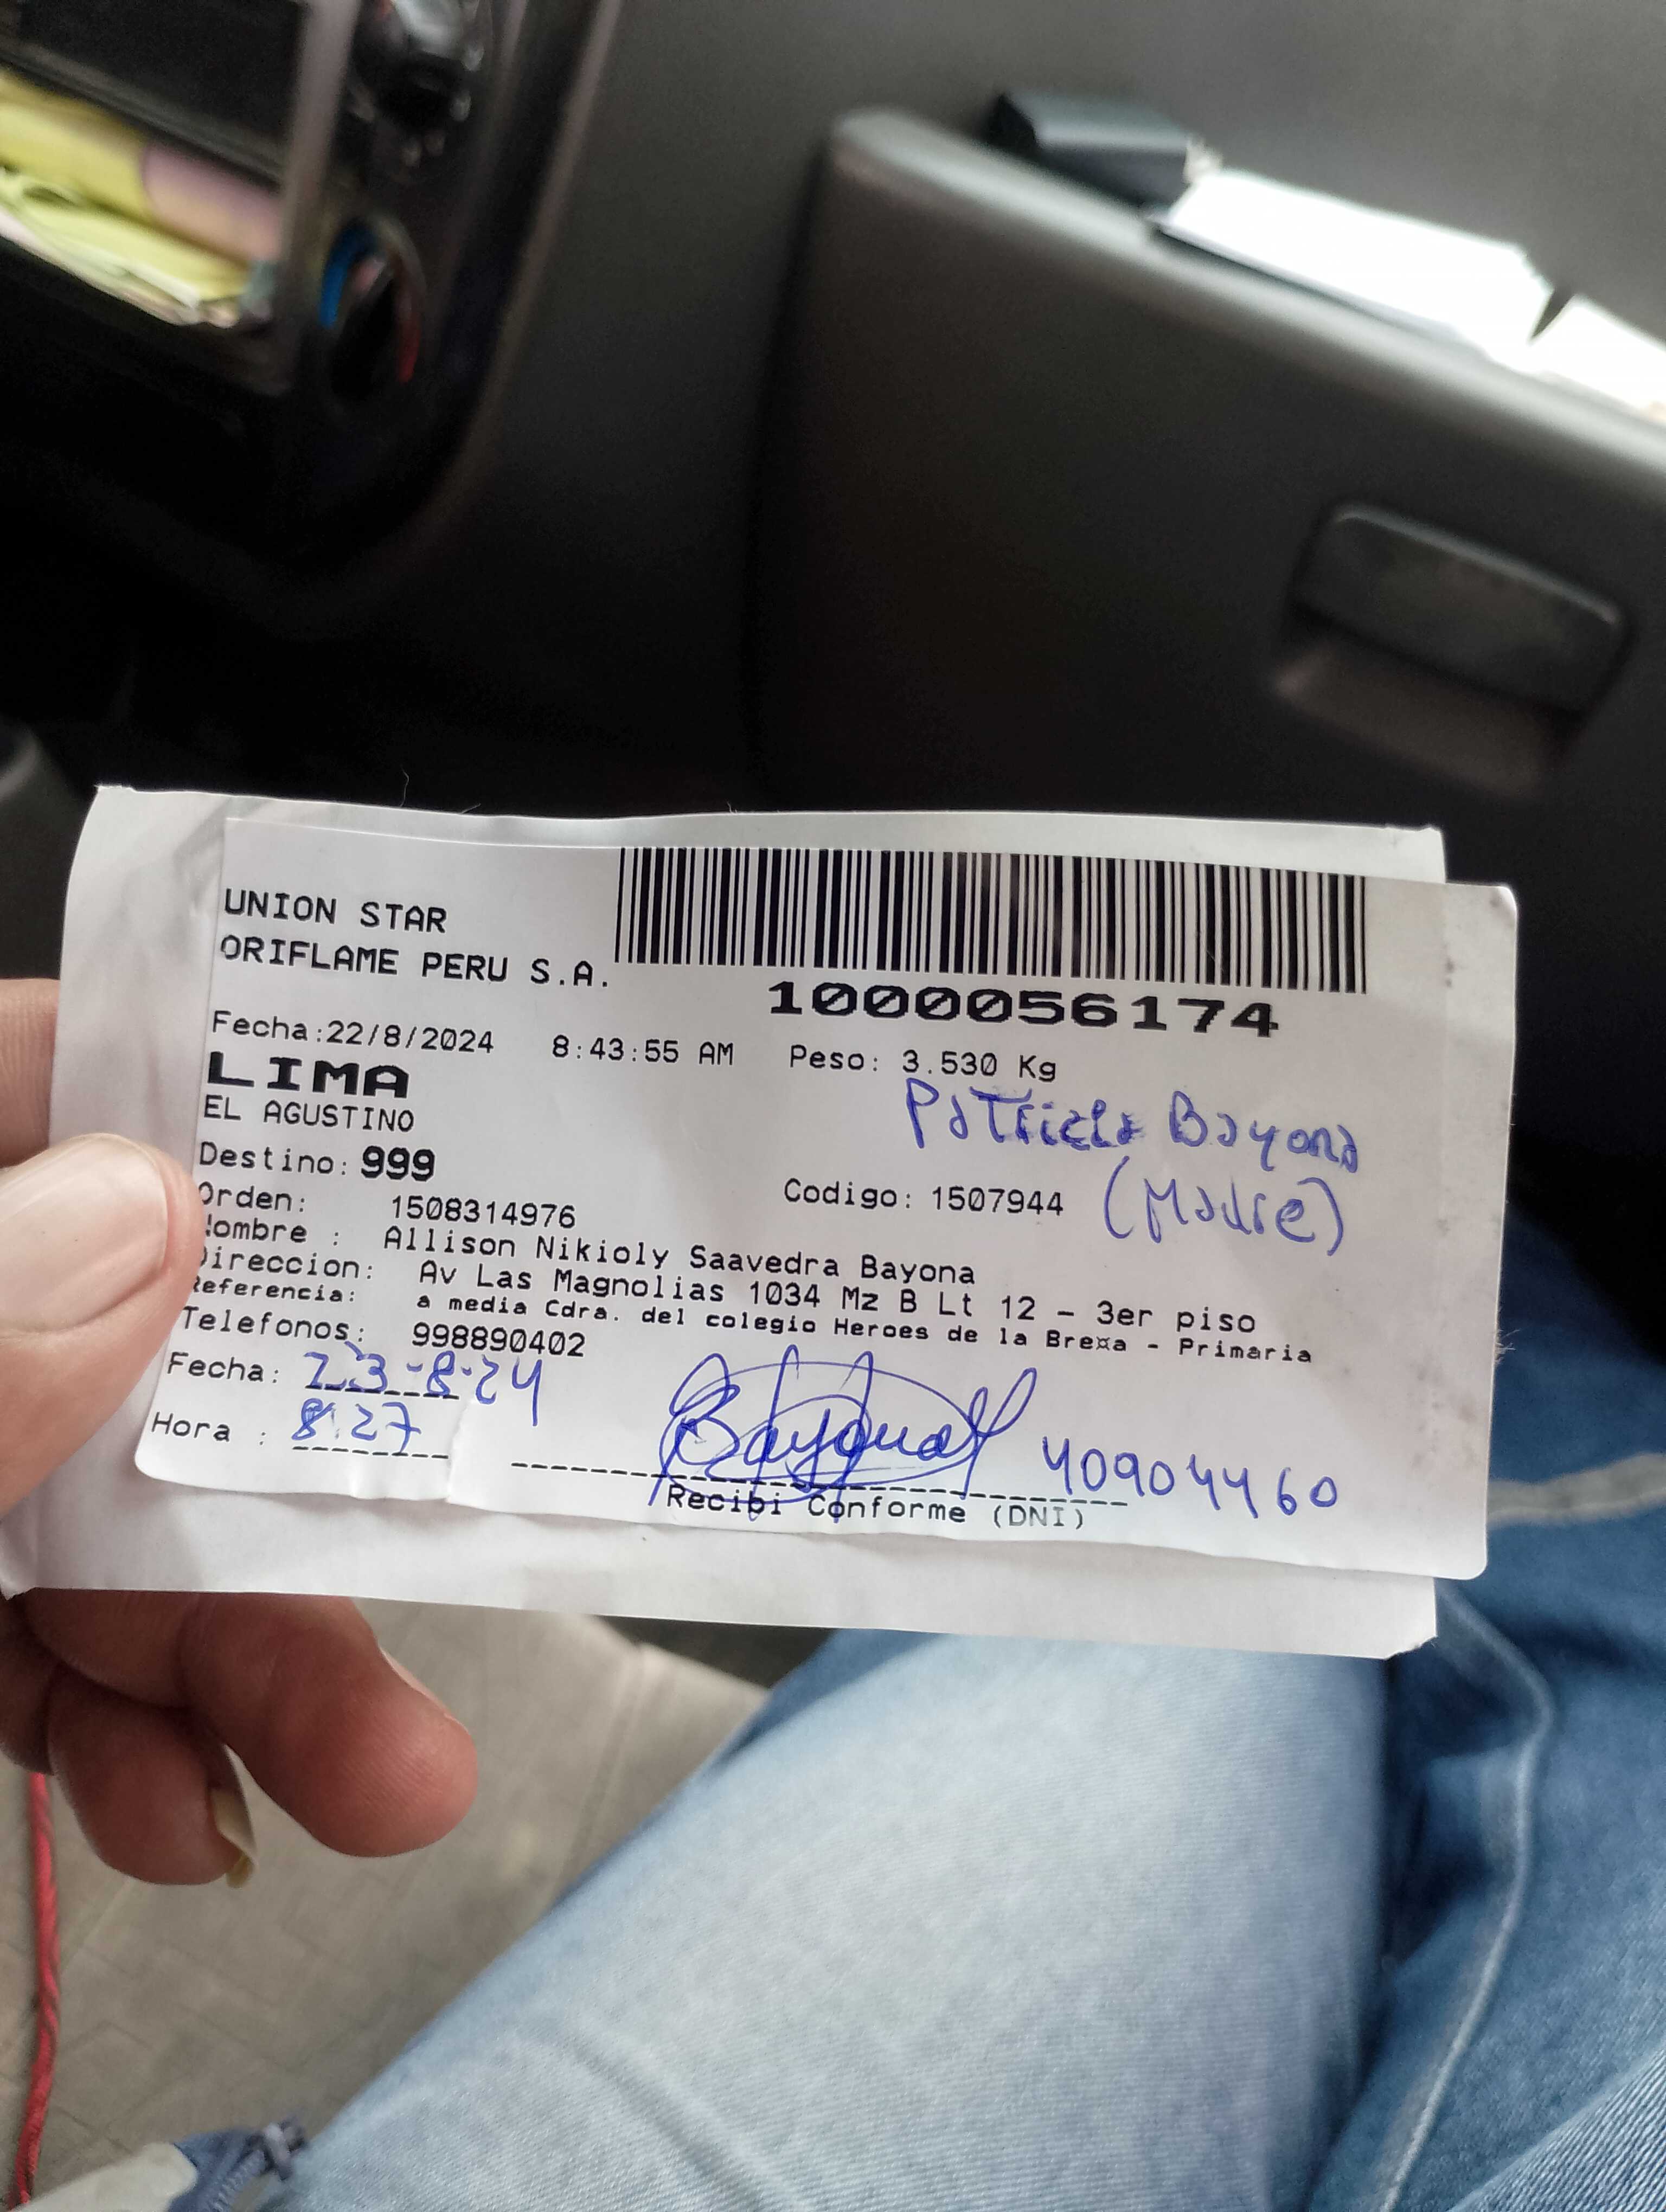 UNION STAR
ORIFLAME PERU S.A.
1000056174
Fecha:22/8/2024 8:43:55 AM Peso: 3.530 Kg
LIMA
Patricia Bayona
EL AGUSTINO
Destino: 999
(Madre)
Orden: 1508314976 Codigo: 1507944
Nombre : Allison Nikioly Saavedra Bayona
Direccion: Av Las Magnolias 1034 Mz B Lt 12 - 3er piso
Referencia: a media Cdra. del colegio Heroes de la Bre¤a - Primaria
Telefonos: 998890402
Fecha: 23-8-24
Hora : 8:27
Bayona 40904460
Recibi Conforme (DNI)